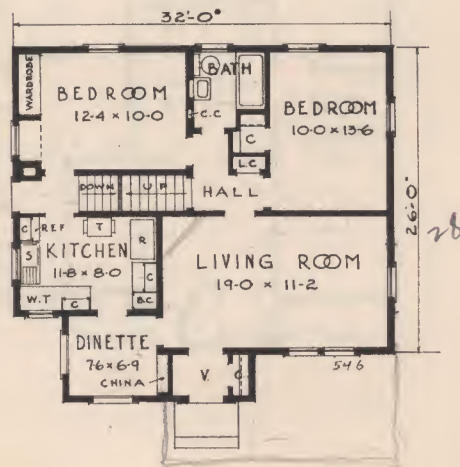 32'-0"
WARDROBE
BEDROOM
12-4 × 10-0
BATH
C.C
BEDROOM
10-0 × 13-6
C
L.C
DOWN
UP
HALL
26'-0"
28
C
REF
T
R
S
KITCHEN
11-8 × 8-0
C
W.T
C
B.C
LIVING ROOM
19-0 × 11-2
DINETTE
7-6 × 6-9
CHINA
V.
C
546